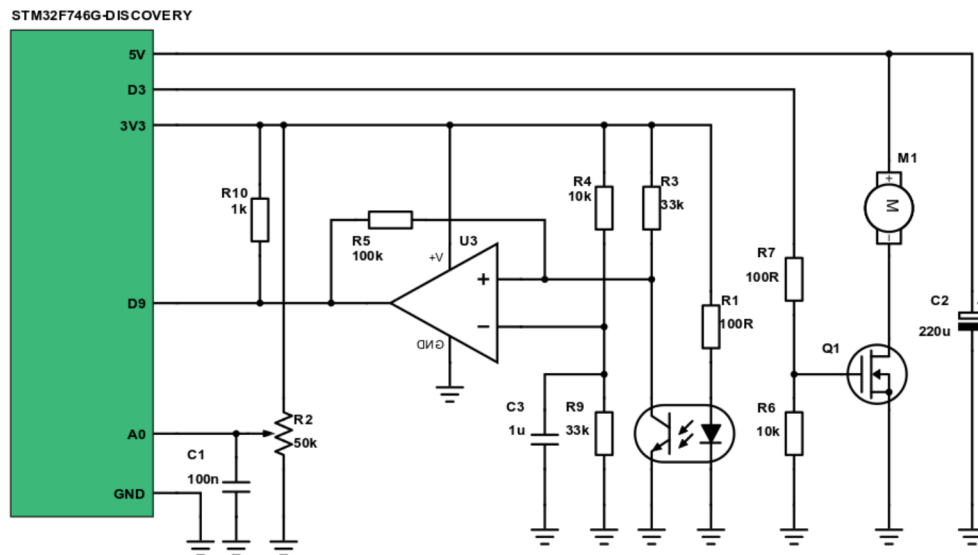 STM32F746G-DISCOVERY
5V
D3
3V3
M1
R4
10k
R3
33k
R10
1k
+
M
−
R5
100k
U3
+V
R7
100R
+
D9
R1
100R
−
C2
220u
GND
Q1
C3
1u
R9
33k
R6
10k
A0
R2
50k
C1
100n
GND